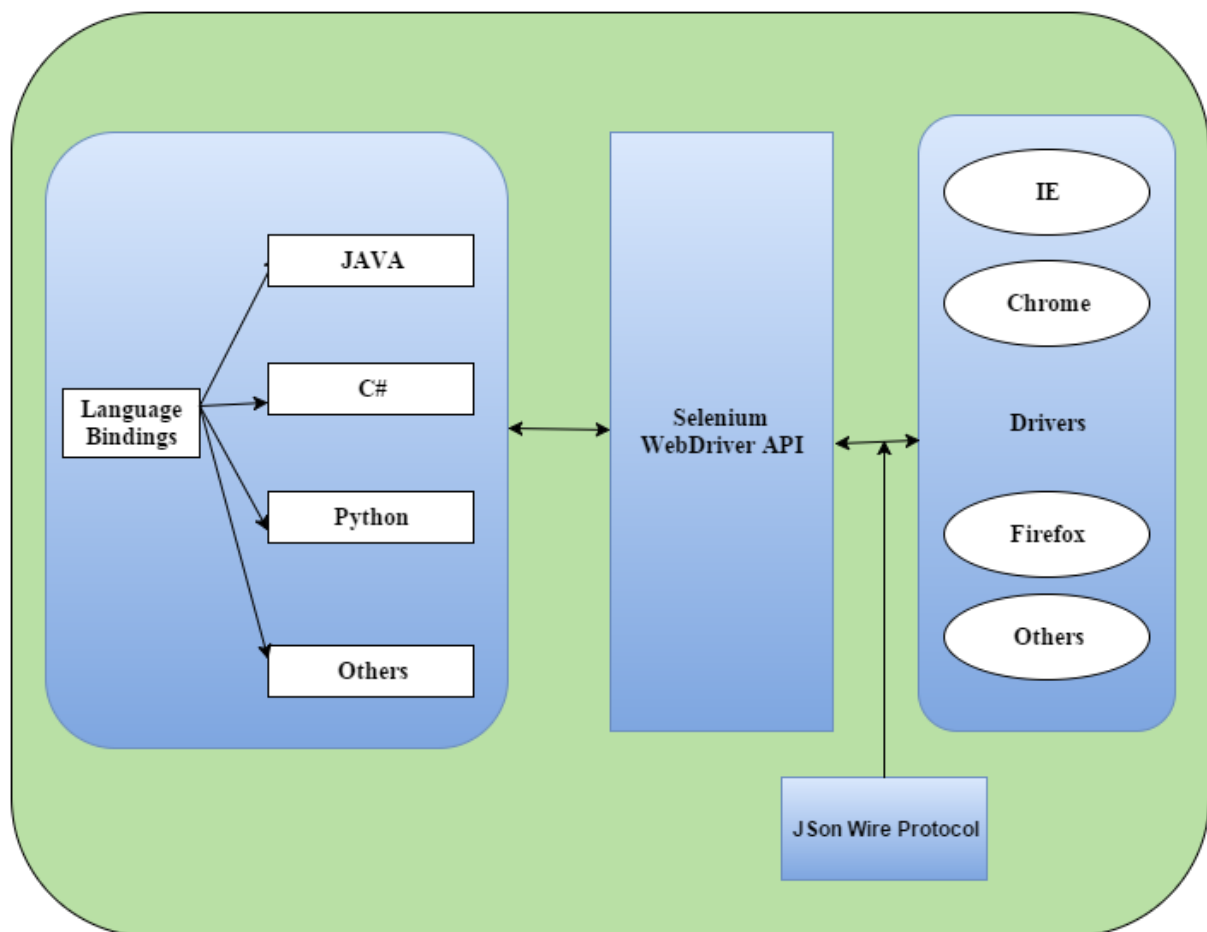 Language
Bindings
JAVA
C#
Python
Others
Selenium
WebDriver API
IE
Chrome
Drivers
Firefox
Others
JSon Wire Protocol